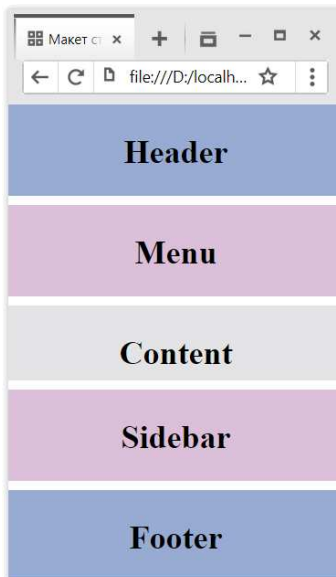 Макет ст
file:///D:/localh...
Header
Menu
Content
Sidebar
Footer